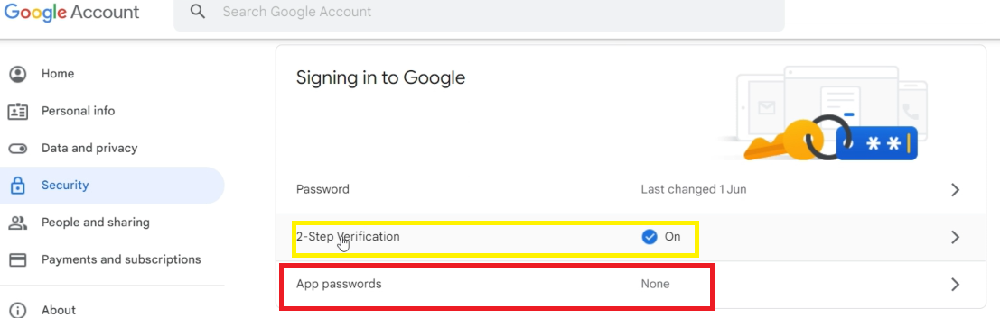 Google Account
Search Google Account
Home
Personal info
Data and privacy
Security
People and sharing
Payments and subscriptions
About
Signing in to Google
**
Password Last changed 1 Jun
2-Step Verification On
App passwords None